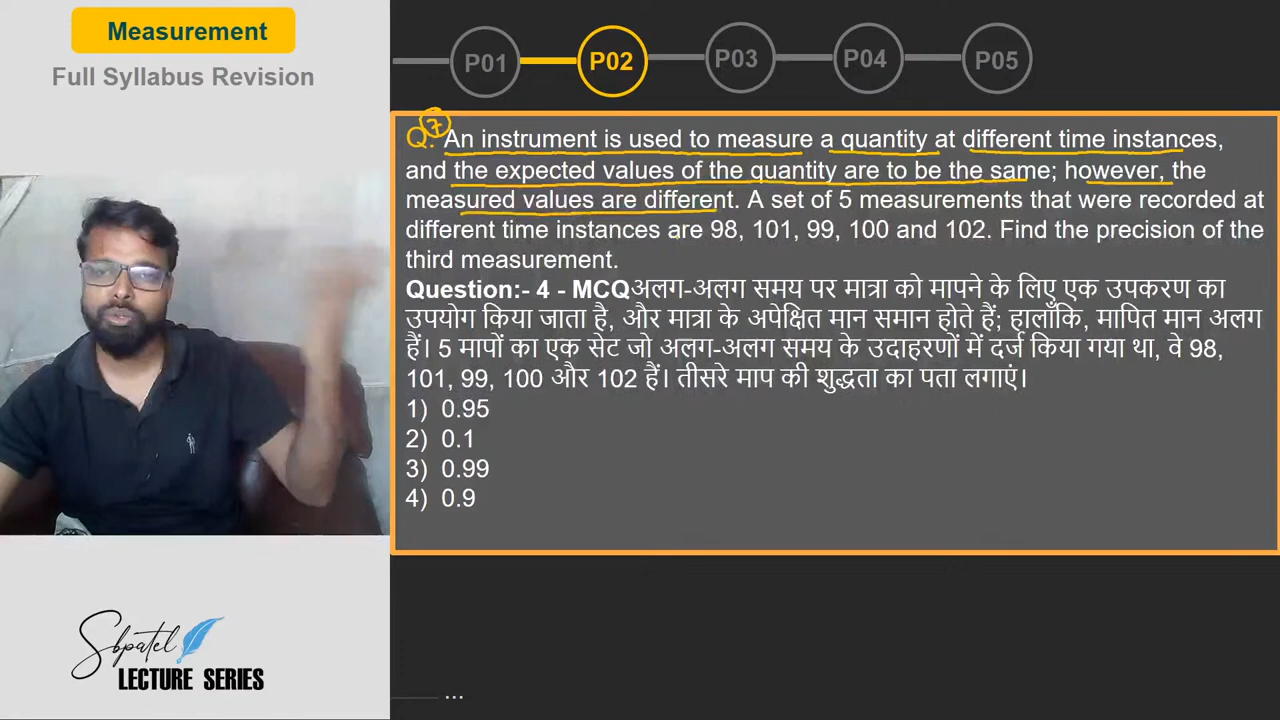 Measurement
Full Syllabus Revision
P01
P02
P03
P04
P05
Q. 7 An instrument is used to measure a quantity at different time instances,
and the expected values of the quantity are to be the same; however, the
measured values are different. A set of 5 measurements that were recorded at
different time instances are 98, 101, 99, 100 and 102. Find the precision of the
third measurement.
Question:- 4 - MCQअलग-अलग समय पर मात्रा को मापने के लिए एक उपकरण का
उपयोग किया जाता है, और मात्रा के अपेक्षित मान समान होते हैं; हालाँकि, मापित मान अलग
हैं। 5 मापों का एक सेट जो अलग-अलग समय के उदाहरणों में दर्ज किया गया था, वे 98,
101, 99, 100 और 102 हैं। तीसरे माप की शुद्धता का पता लगाएं।
1) 0.95
2) 0.1
3) 0.99
4) 0.9
Sbpatel
LECTURE SERIES
...